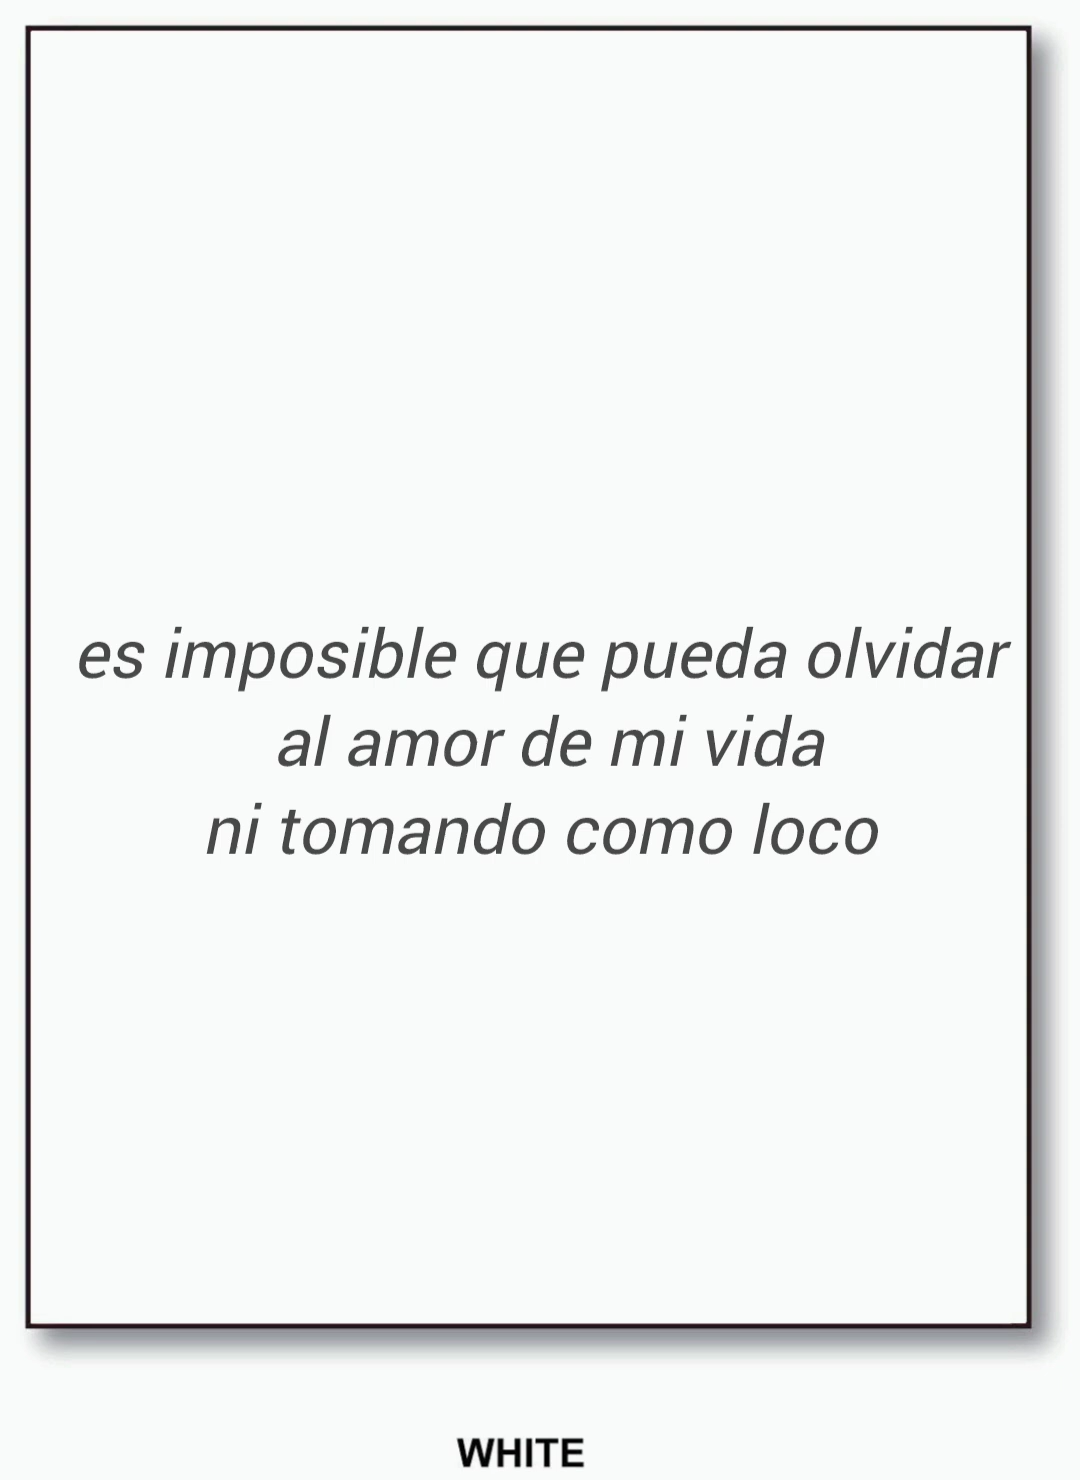 es imposible que pueda olvidar
al amor de mi vida
ni tomando como loco
WHITE